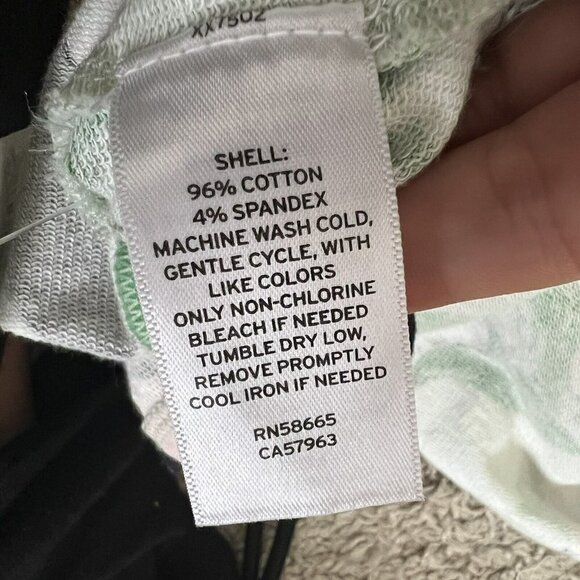 XX7502
SHELL:
96% COTTON
4% SPANDEX
MACHINE WASH COLD,
GENTLE CYCLE, WITH
LIKE COLORS
ONLY NON-CHLORINE
BLEACH IF NEEDED
TUMBLE DRY LOW,
REMOVE PROMPTLY
COOL IRON IF NEEDED
RN58665
CA57963